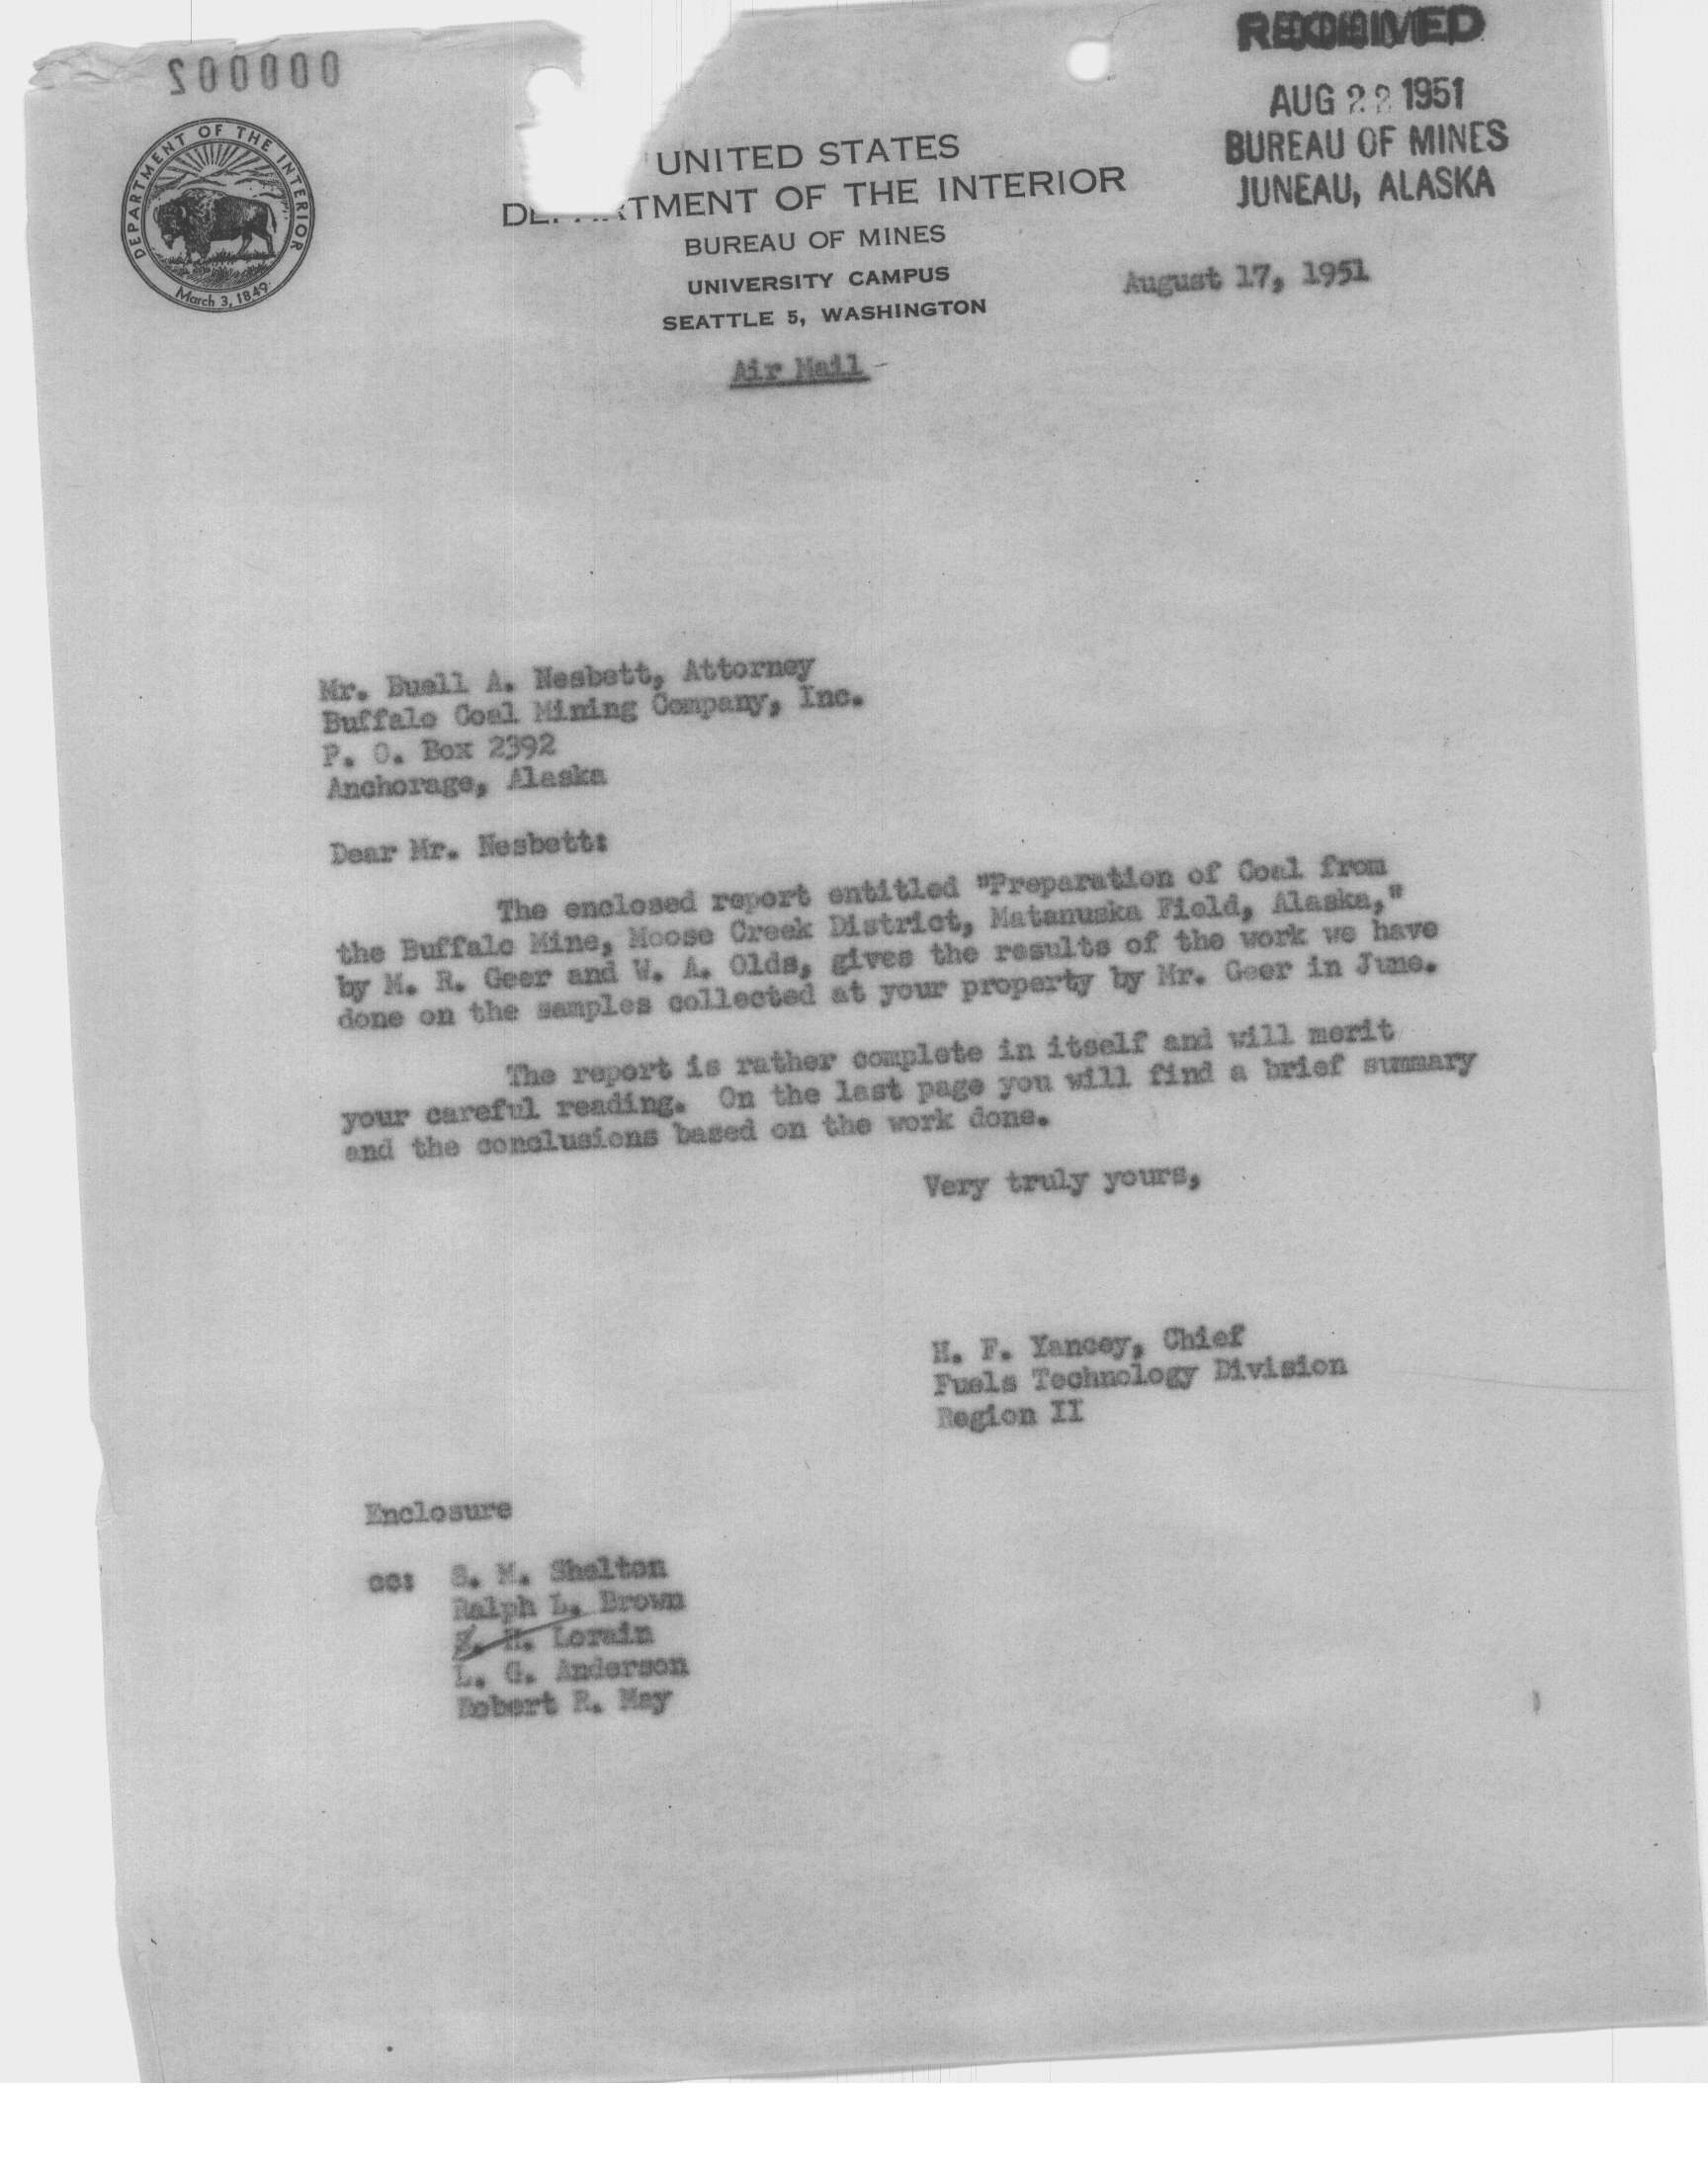 200000
RECEIVED
AUG 22 1951
BUREAU OF MINES
JUNEAU, ALASKA
DEPARTMENT OF THE INTERIOR
March 3, 1849
UNITED STATES
DEPARTMENT OF THE INTERIOR
BUREAU OF MINES
UNIVERSITY CAMPUS
SEATTLE 5, WASHINGTON
August 17, 1951
Air Mail
Mr. Buell A. Nesbett, Attorney
Buffalo Coal Mining Company, Inc.
P. O. Box 2392
Anchorage, Alaska
Dear Mr. Nesbett:
The enclosed report entitled "Preparation of Coal from
the Buffalo Mine, Moose Creek District, Matanuska Field, Alaska,"
by M. R. Geer and W. A. Olds, gives the results of the work we have
done on the samples collected at your property by Mr. Geer in June.
The report is rather complete in itself and will merit
your careful reading. On the last page you will find a brief summary
and the conclusions based on the work done.
Very truly yours,
H. F. Yancey, Chief
Fuels Technology Division
Region II
Enclosure
cc: S. M. Shelton
Ralph L. Brown
S. H. Lorain
L. G. Anderson
Robert R. May